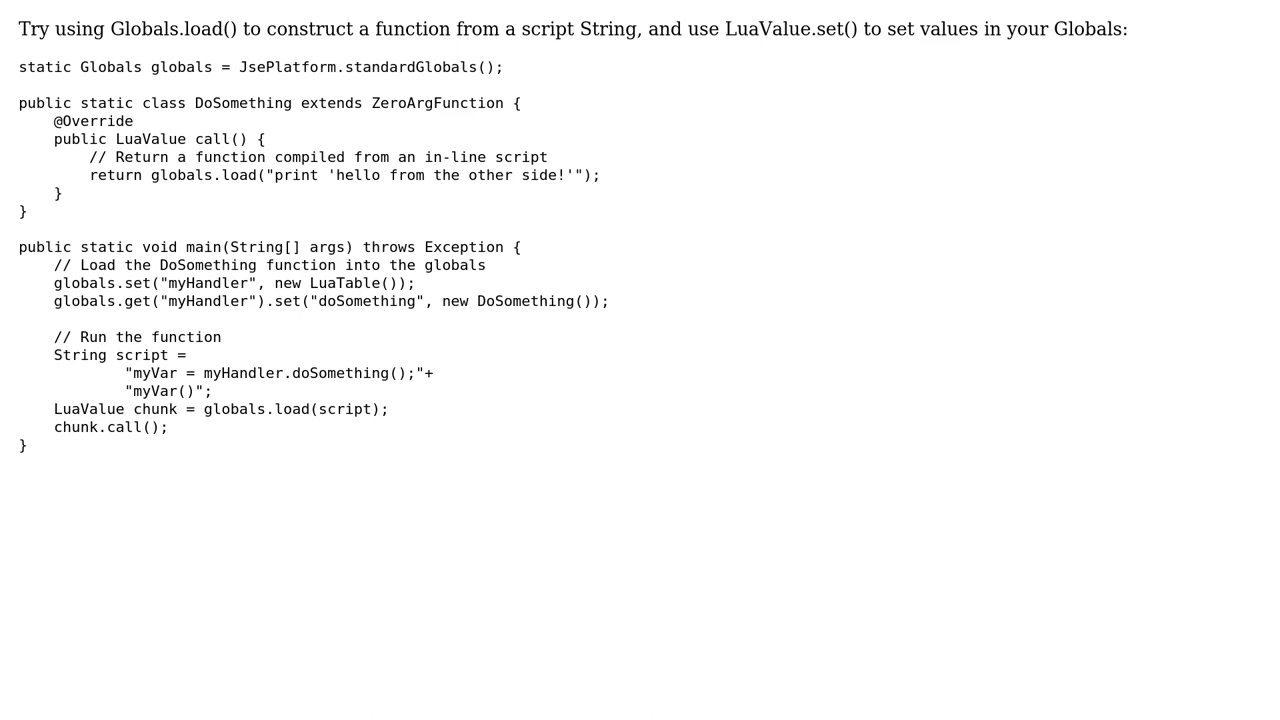 Try using Globals.load() to construct a function from a script String, and use LuaValue.set() to set values in your Globals:
static Globals globals = JsePlatform.standardGlobals();
public static class DoSomething extends ZeroArgFunction {
    @Override
    public LuaValue call() {
        // Return a function compiled from an in-line script
        return globals.load("print 'hello from the other side!'");
    }
}
public static void main(String[] args) throws Exception {
    // Load the DoSomething function into the globals
    globals.set("myHandler", new LuaTable());
    globals.get("myHandler").set("doSomething", new DoSomething());
    // Run the function
    String script =
            "myVar = myHandler.doSomething();"+
            "myVar()";
    LuaValue chunk = globals.load(script);
    chunk.call();
}